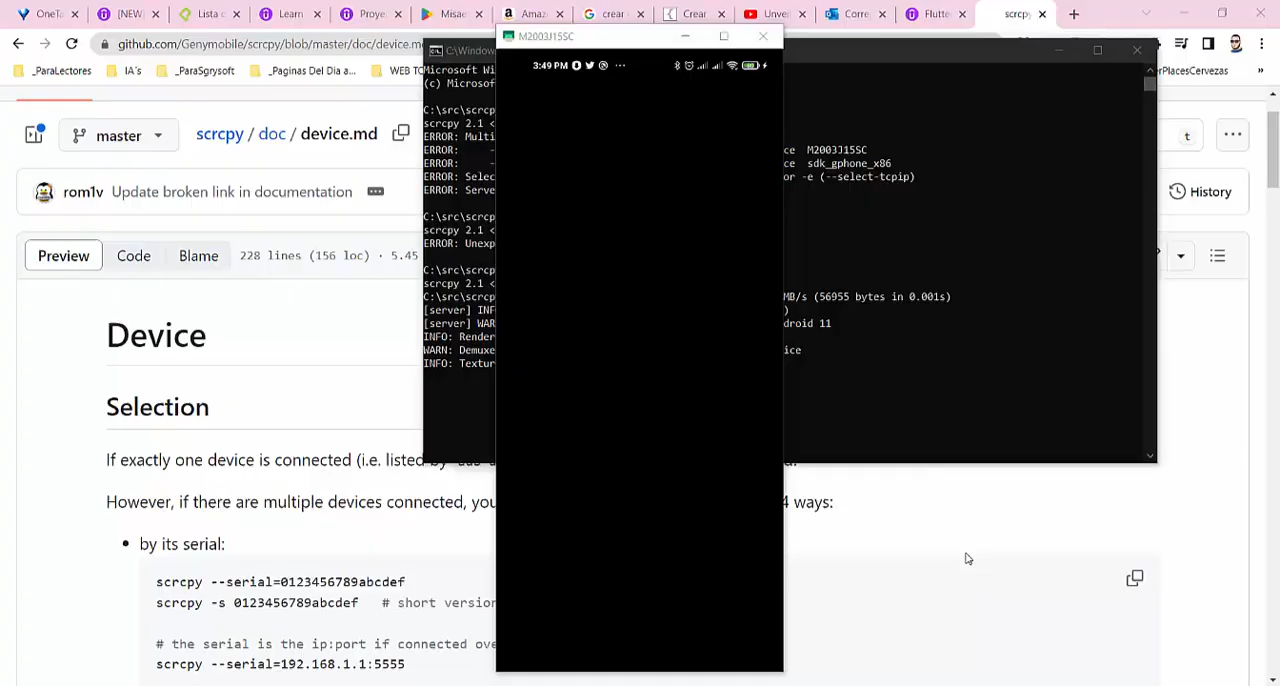 OneTa
[NEW]
Lista c
Learn
Proye
Misae
Amaz
crear
Crear
Unve
Corre
Flutte
scrcp
github.com/Genymobile/scrcpy/blob/master/doc/device.m
_ParaLectores
IA's
_ParaSgrysoft
_Paginas Del Dia a...
WEB TO
erPlacesCervezas
»
master
scrcpy / doc / device.md
t
rom1v Update broken link in documentation
History
Preview
Code
Blame
228 lines (156 loc) · 5.45
Device
Selection
If exactly one device is connected (i.e. listed by
However, if there are multiple devices connected, you
4 ways:
• by its serial:
scrcpy --serial=0123456789abcdef
scrcpy -s 0123456789abcdef # short version
# the serial is the ip:port if connected ove
scrcpy --serial=192.168.1.1:5555
C:\Window
Microsoft Wi
(c) Microsof
C:\src\scrcp
scrcpy 2.1 <
ERROR: Multi
- ce M2003J15SC
- ce sdk_gphone_x86
ERROR: Selec or -e (--select-tcpip)
ERROR: Serve
C:\src\scrcp
scrcpy 2.1 <
ERROR: Unexp
C:\src\scrcp
scrcpy 2.1 <
C:\src\scrcp MB/s (56955 bytes in 0.001s)
[server] INF )
[server] WAR droid 11
INFO: Render
WARN: Demuxe ice
INFO: Textur
M2003J15SC
3:49 PM